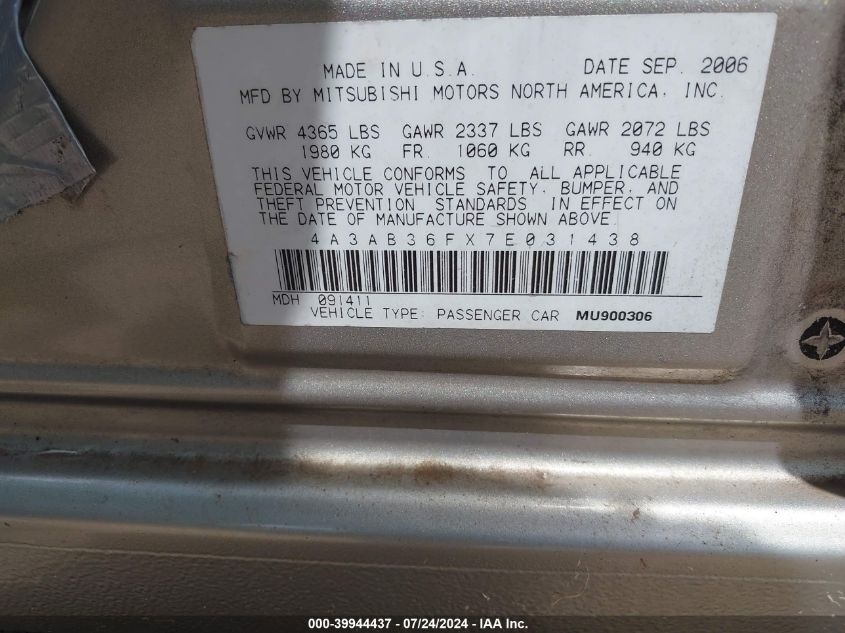 MADE IN U.S.A. DATE SEP. 2006
MFD BY MITSUBISHI MOTORS NORTH AMERICA, INC.
GVWR 4365 LBS GAWR 2337 LBS GAWR 2072 LBS
1980 KG FR. 1060 KG RR. 940 KG
THIS VEHICLE CONFORMS TO ALL APPLICABLE
FEDERAL MOTOR VEHICLE SAFETY, BUMPER, AND
THEFT PREVENTION STANDARDS IN EFFECT ON
THE DATE OF MANUFACTURE SHOWN ABOVE.
4A3AB36FX7E031438
MDH 091411
VEHICLE TYPE: PASSENGER CAR MU900306
000-39944437 - 07/24/2024 - IAA Inc.